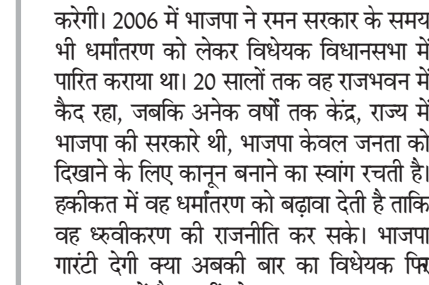 करेगी। 2006 में भाजपा ने रमन सरकार के समय
भी धर्मांतरण को लेकर विधेयक विधानसभा में
पारित कराया था। 20 सालों तक वह राजभवन में
कैद रहा, जबकि अनेक वर्षों तक केंद्र, राज्य में
भाजपा की सरकारे थी, भाजपा केवल जनता को
दिखाने के लिए कानून बनाने का स्वांग रचती है।
हकीकत में वह धर्मांतरण को बढ़ावा देती है ताकि
वह ध्रुवीकरण की राजनीति कर सके। भाजपा
गारंटी देगी क्या अबकी बार का विधेयक फिर